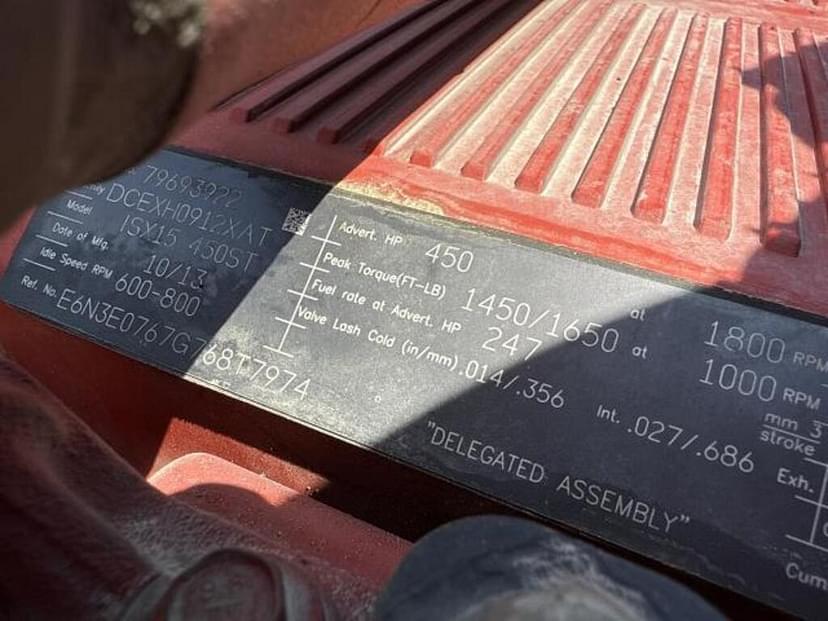 79693922
DCEXH0912XAT
Model ISX15 450ST
Date of Mfg. 10/13
Idle Speed RPM 600-800
Ref. No. E6N3E0767G768T7974
Advert. HP 450 at 1800 RPM
Peak Torque(FT-LB) 1450/1650 at 1000 RPM
Fuel rate at Advert. HP 247 mm3/stroke
Valve Lash Cold (in/mm) .014/.356 Int. .027/.686 Exh.
"DELEGATED ASSEMBLY"